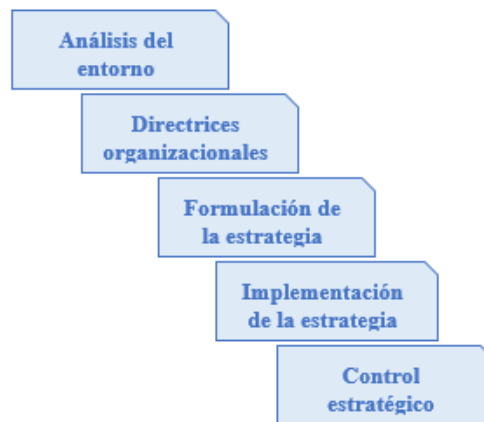 Análisis del
entorno
Directrices
organizacionales
Formulación de
la estrategia
Implementación
de la estrategia
Control
estratégico